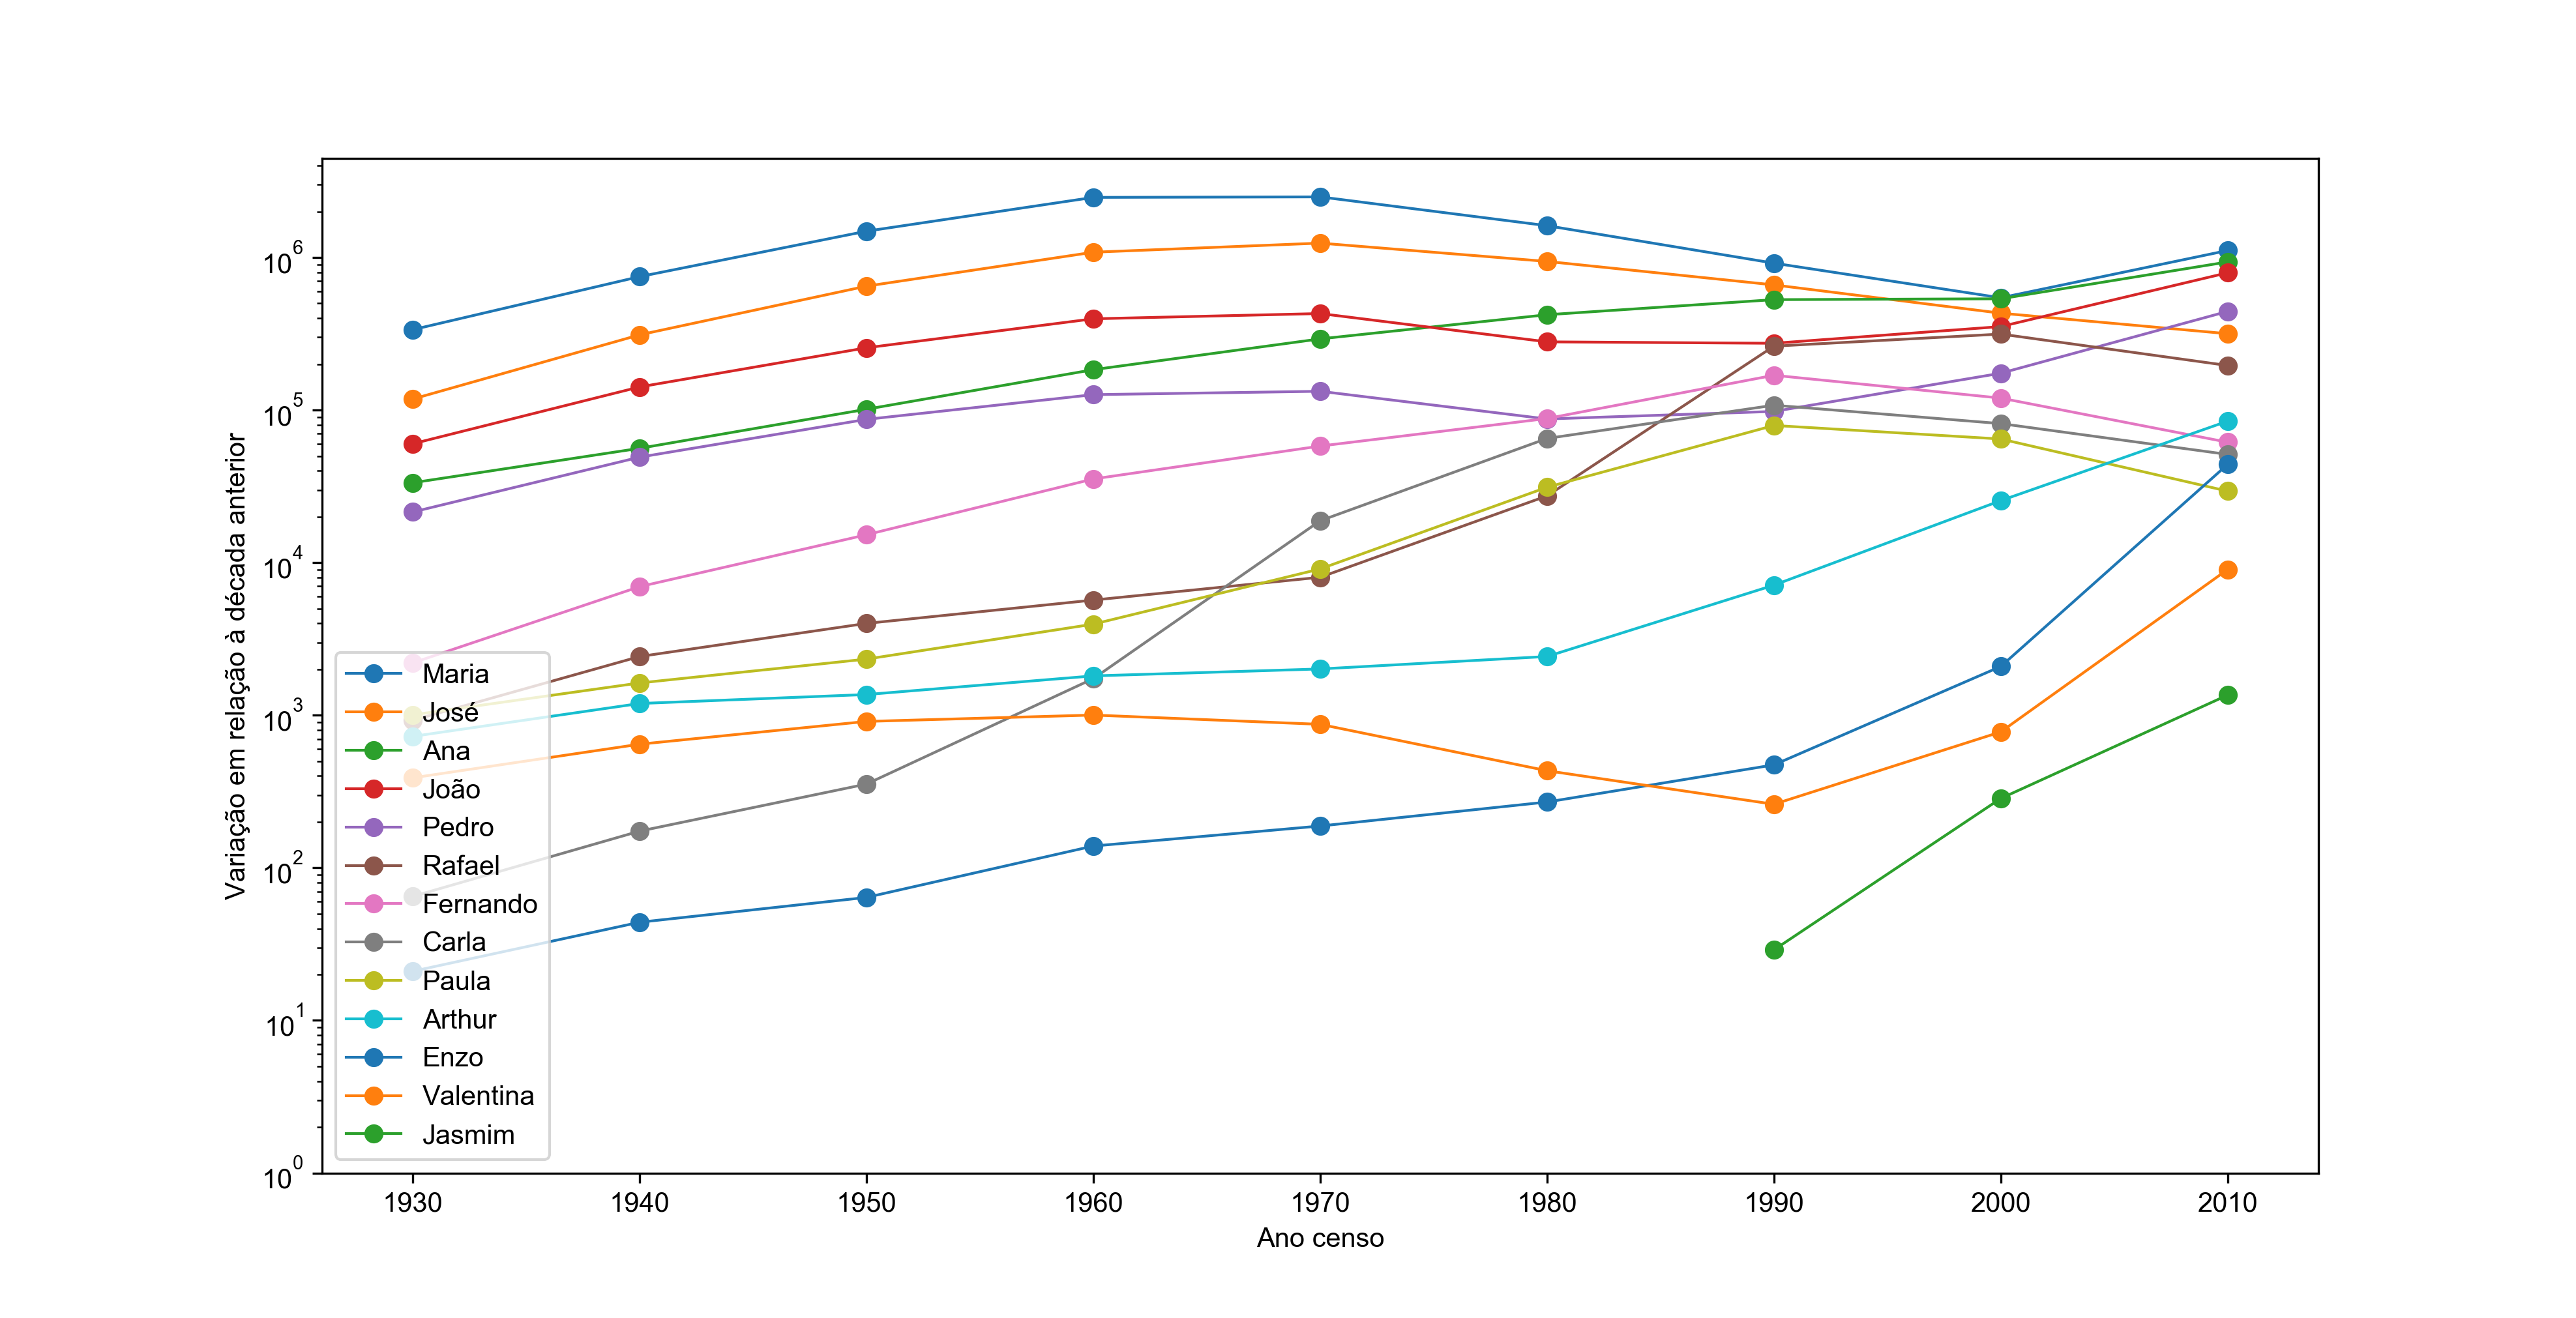 Variação em relação à década anterior
10^6
10^5
10^4
10^3
10^2
10^1
10^0
Maria
José
Ana
João
Pedro
Rafael
Fernando
Carla
Paula
Arthur
Enzo
Valentina
Jasmim
1930 1940 1950 1960 1970 1980 1990 2000 2010
Ano censo